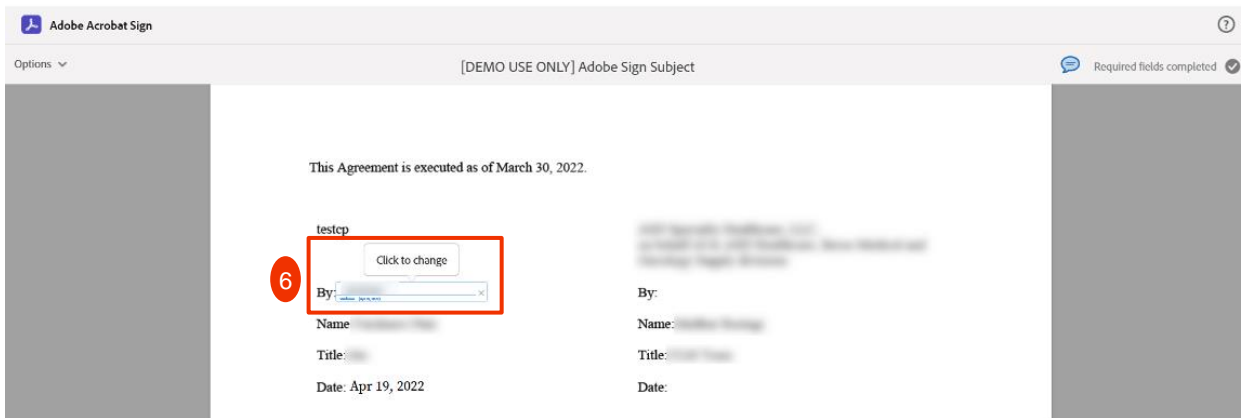 Adobe Acrobat Sign
Options
[DEMO USE ONLY] Adobe Sign Subject
Required fields completed
This Agreement is executed as of March 30, 2022.
testcp
Click to change
6
By:
By:
Name
Name:
Title:
Title:
Date: Apr 19, 2022
Date: